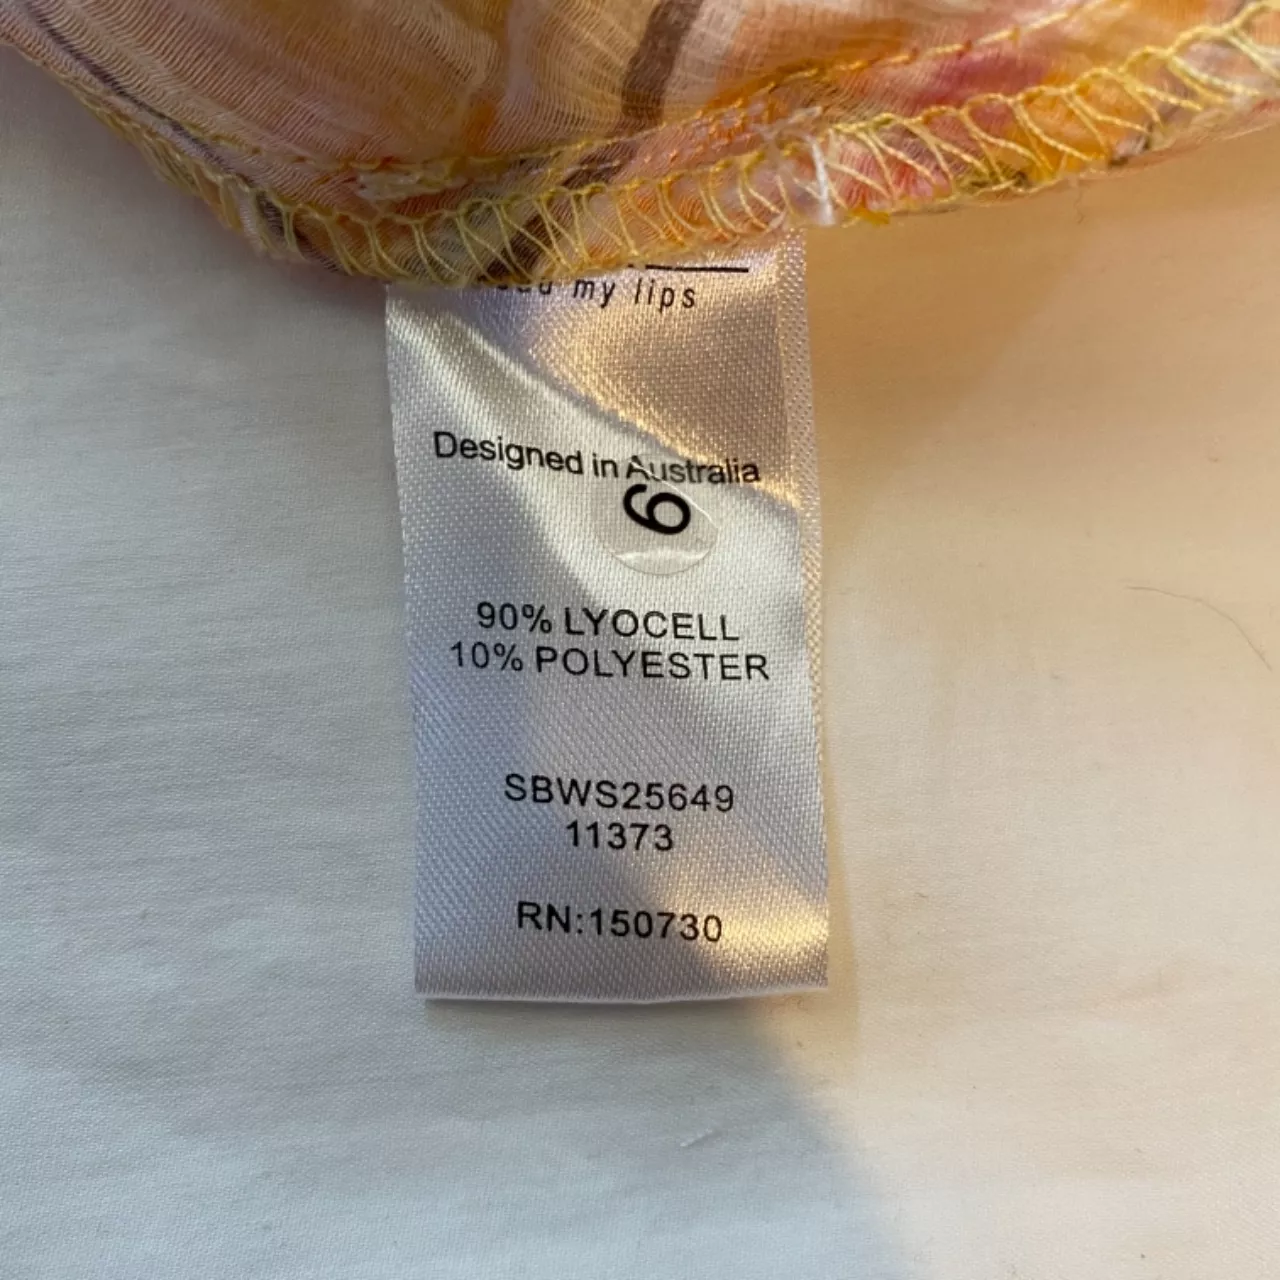 my lips
Designed in Australia
6
90% LYOCELL
10% POLYESTER
SBWS25649
11373
RN:150730